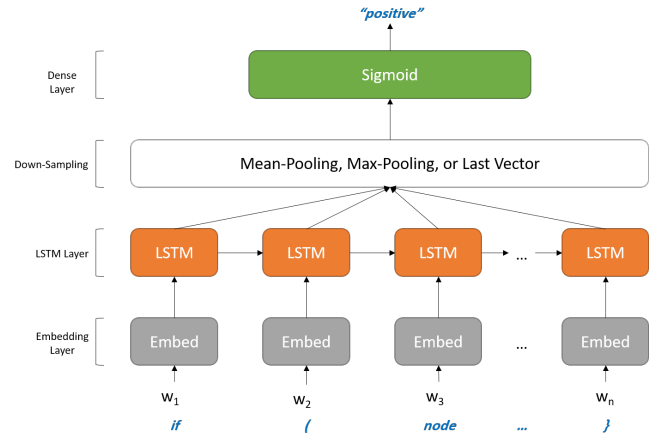 “positive”
Dense
Layer
Sigmoid
Down-Sampling
Mean-Pooling, Max-Pooling, or Last Vector
LSTM Layer
LSTM
LSTM
LSTM
...
LSTM
Embedding
Layer
Embed
Embed
Embed
...
Embed
w1
w2
w3
wn
if
(
node
...
}